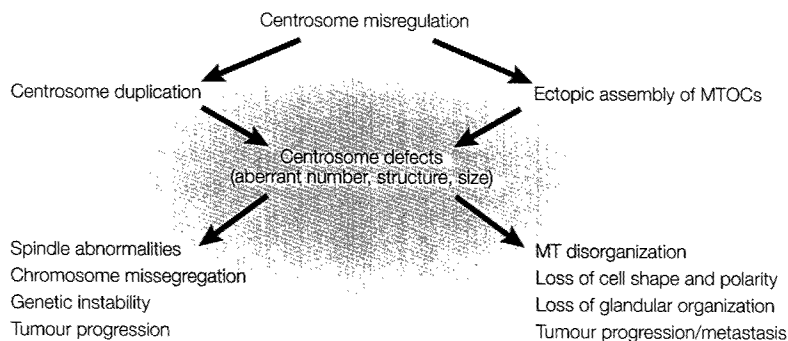 Centrosome misregulation
Centrosome duplication
Ectopic assembly of MTOCs
Centrosome defects
(aberrant number, structure, size)
Spindle abnormalities
Chromosome missegregation
Genetic instability
Tumour progression
MT disorganization
Loss of cell shape and polarity
Loss of glandular organization
Tumour progression/metastasis